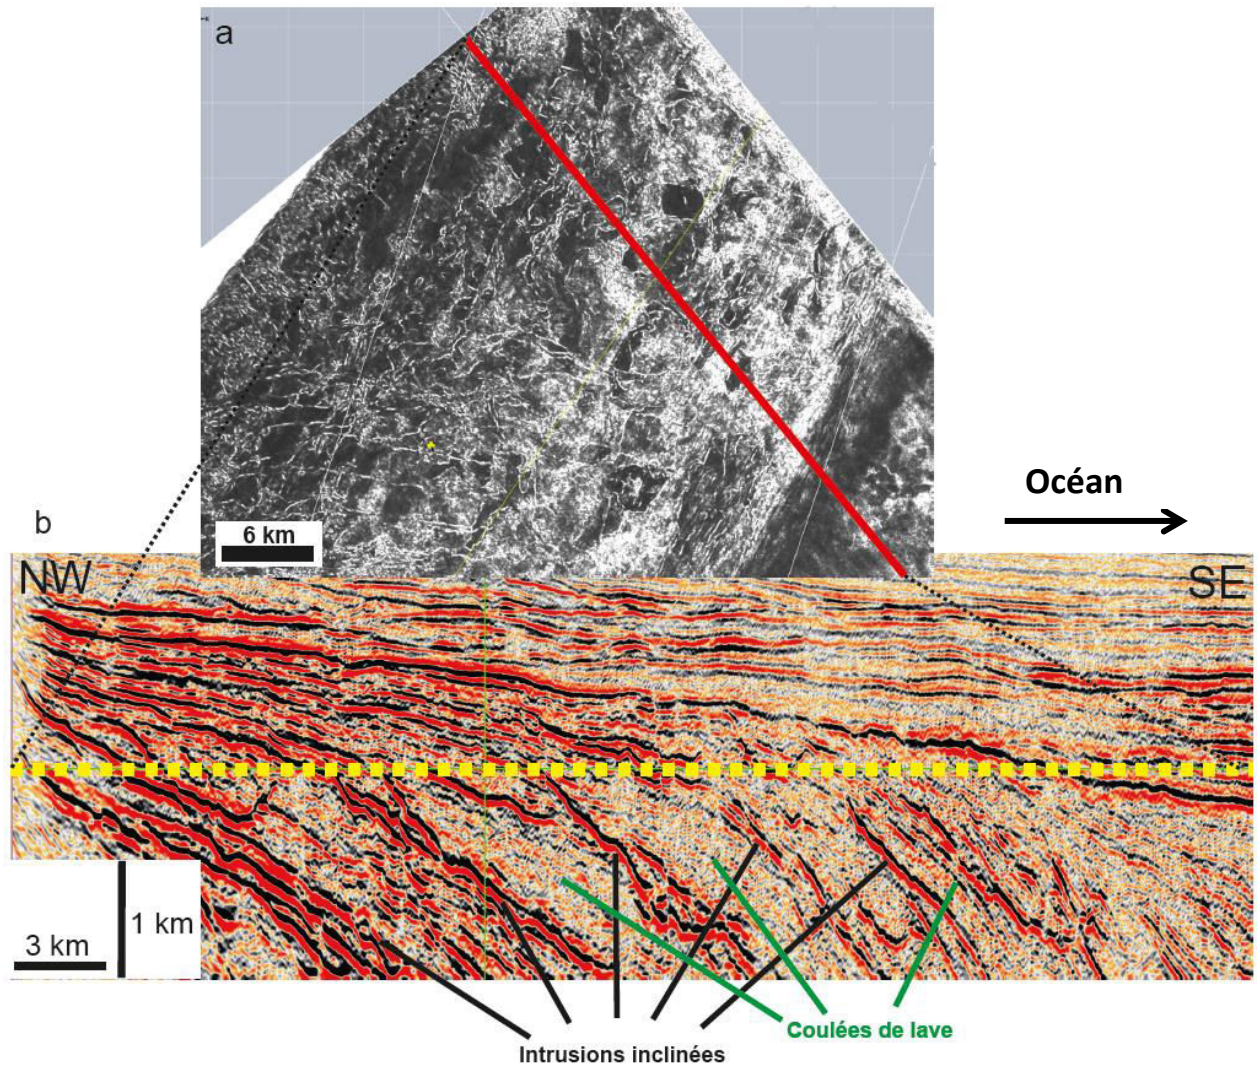 a
6 km
Océan
b
NW
SE
1 km
3 km
Coulées de lave
Intrusions inclinées